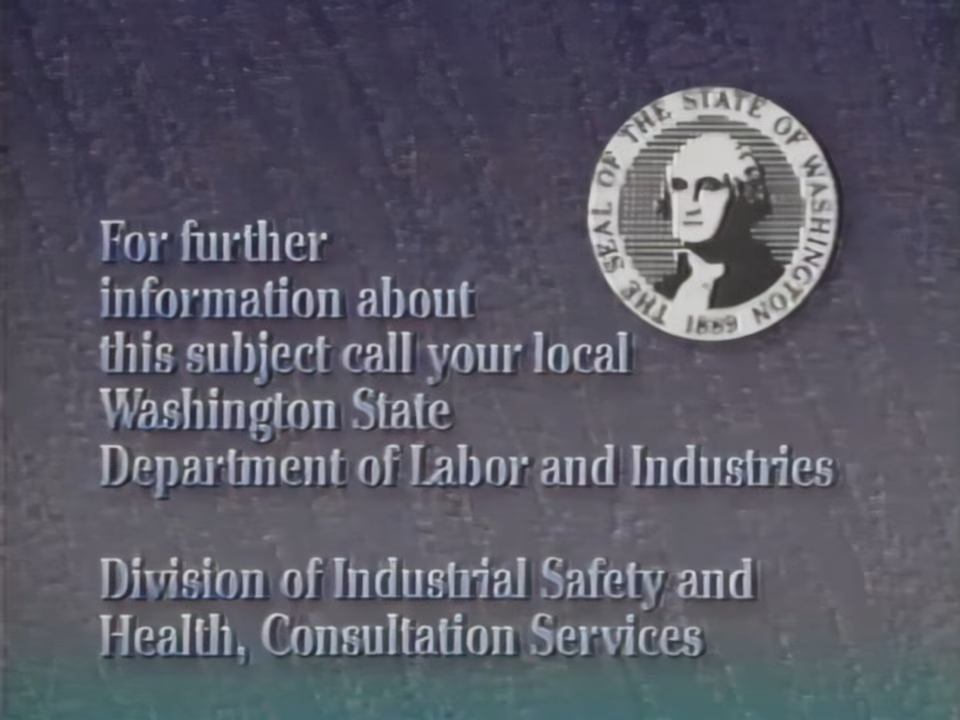 THE SEAL OF THE STATE OF WASHINGTON
1889
For further
information about
this subject call your local
Washington State
Department of Labor and Industries
Division of Industrial Safety and
Health, Consultation Services